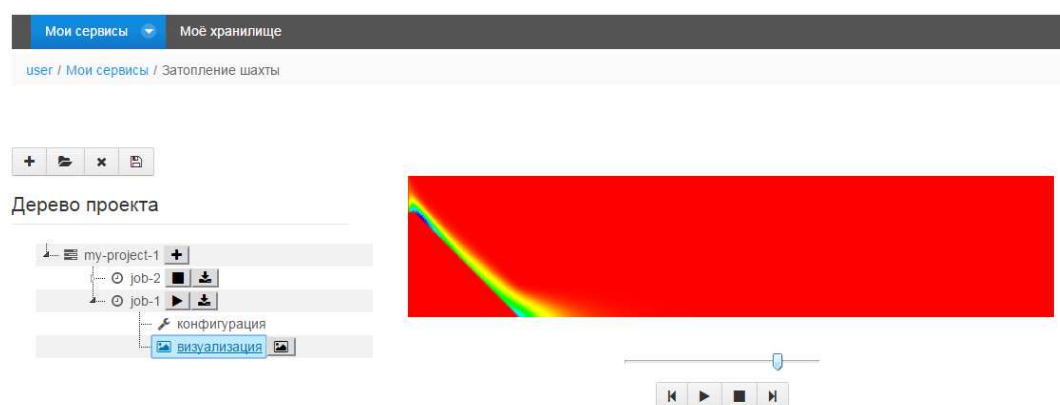 Мои сервисы Моё хранилище
user / Мои сервисы / Затопление шахты
Дерево проекта
my-project-1
job-2
job-1
конфигурация
визуализация